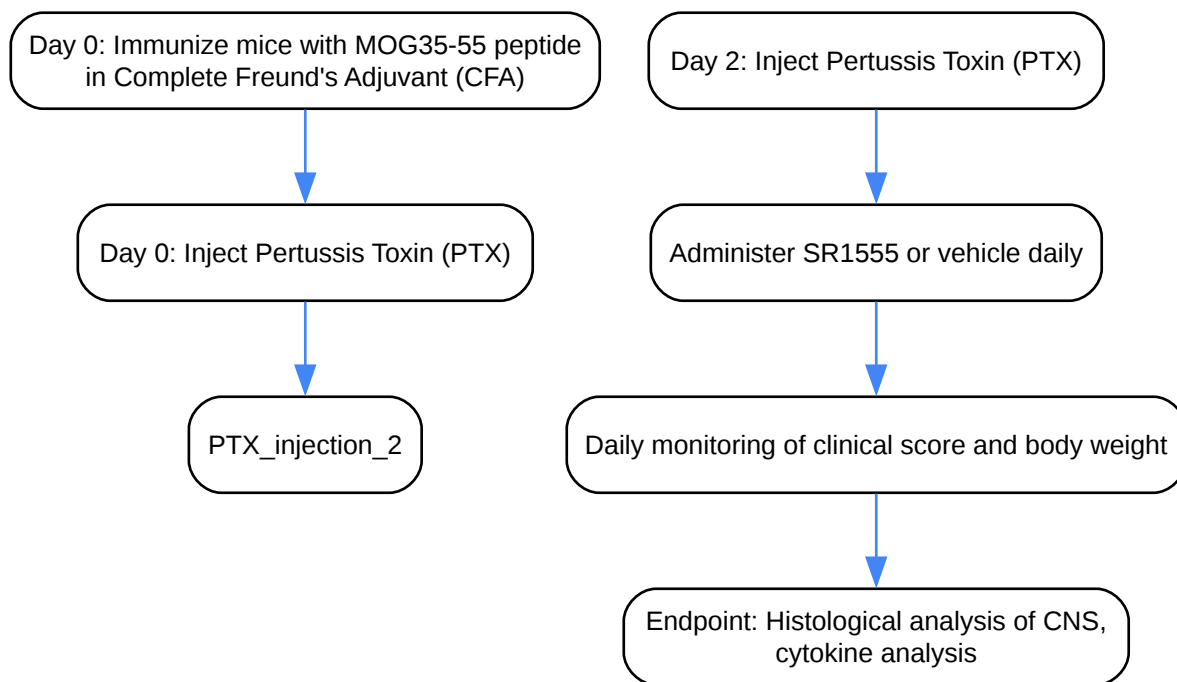 Day 0: Immunize mice with MOG35-55 peptide
in Complete Freund's Adjuvant (CFA)
Day 0: Inject Pertussis Toxin (PTX)
PTX_injection_2
Day 2: Inject Pertussis Toxin (PTX)
Administer SR1555 or vehicle daily
Daily monitoring of clinical score and body weight
Endpoint: Histological analysis of CNS,
cytokine analysis